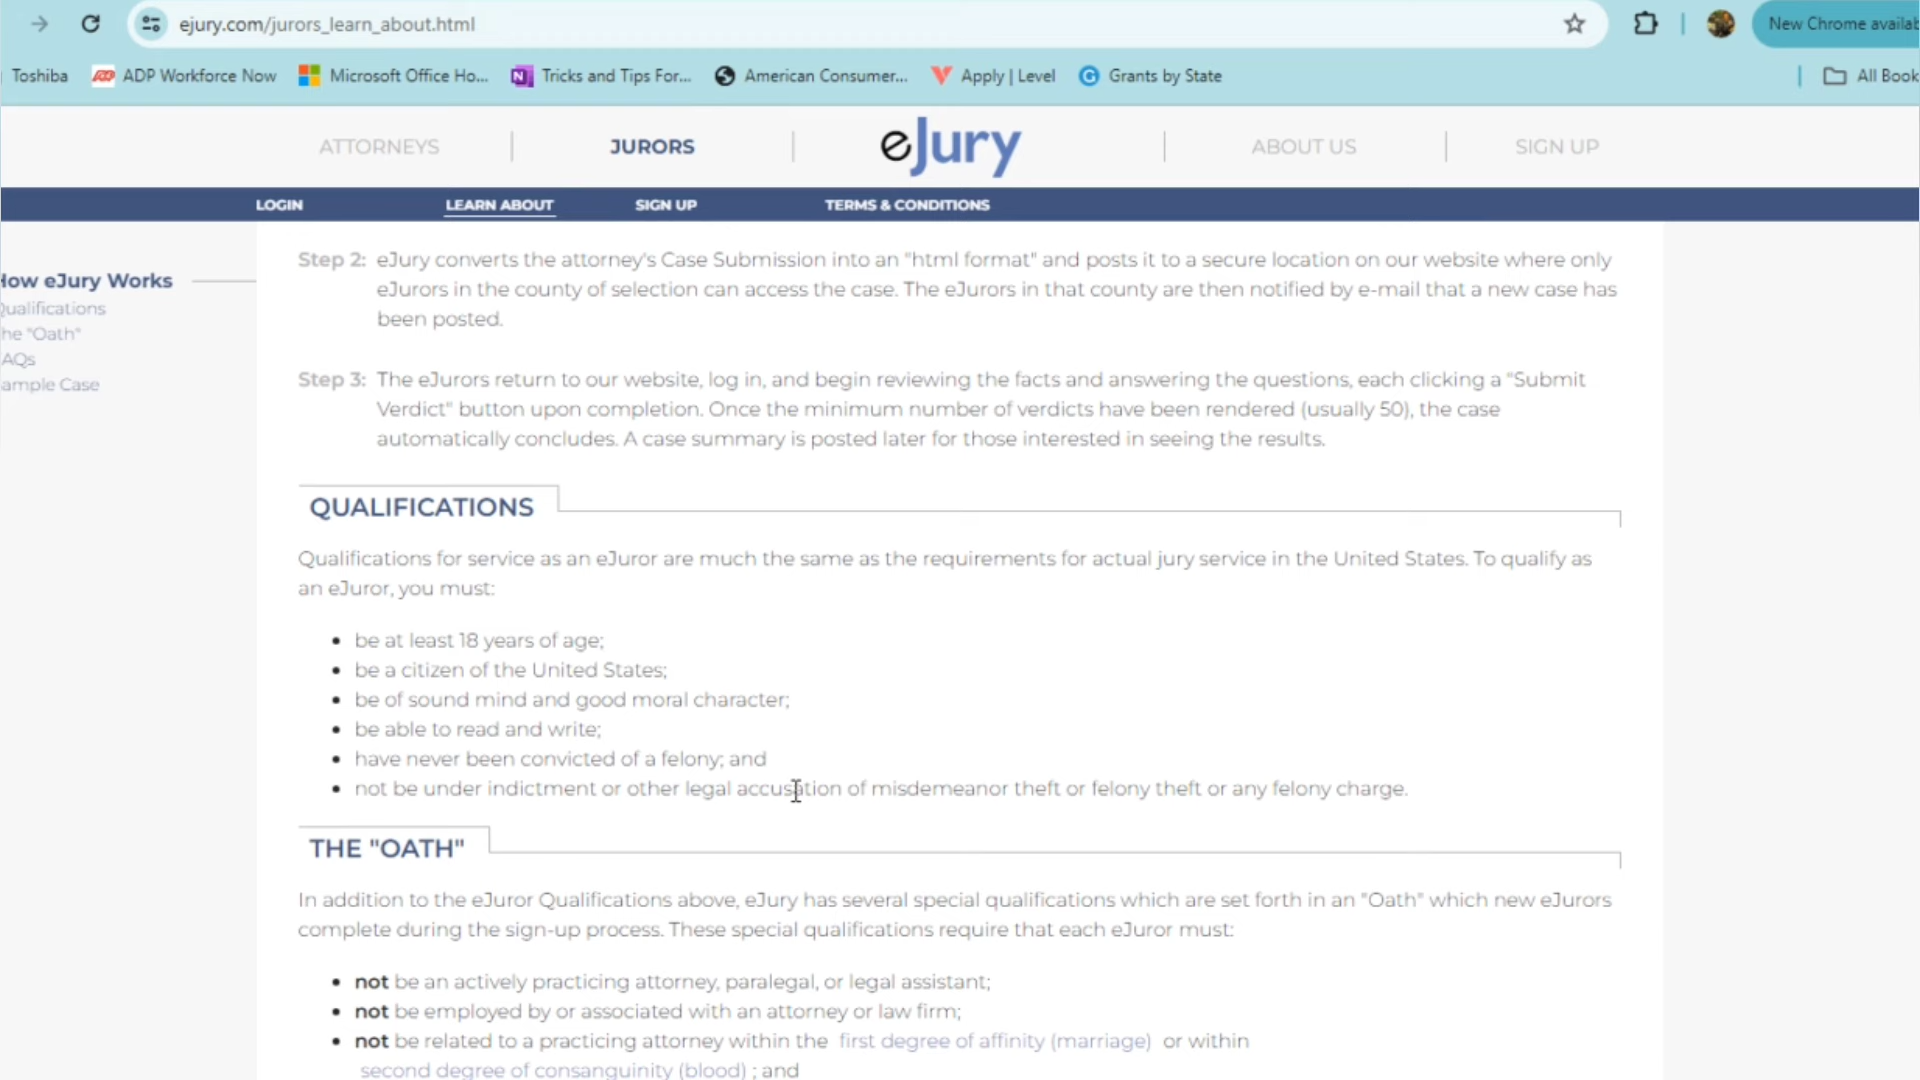 ejury.com/jurors_learn_about.html
New Chrome availab
Toshiba
ADP Workforce Now
Microsoft Office Ho...
Tricks and Tips For...
American Consumer...
Apply | Level
Grants by State
All Book
ATTORNEYS
JURORS
eJury
ABOUT US
SIGN UP
LOGIN
LEARN ABOUT
SIGN UP
TERMS & CONDITIONS
How eJury Works
Qualifications
he "Oath"
AQs
ample Case
Step 2: eJury converts the attorney's Case Submission into an "html format" and posts it to a secure location on our website where only
eJurors in the county of selection can access the case. The eJurors in that county are then notified by e-mail that a new case has
been posted.
Step 3: The eJurors return to our website, log in, and begin reviewing the facts and answering the questions, each clicking a "Submit
Verdict" button upon completion. Once the minimum number of verdicts have been rendered (usually 50), the case
automatically concludes. A case summary is posted later for those interested in seeing the results.
QUALIFICATIONS
Qualifications for service as an eJuror are much the same as the requirements for actual jury service in the United States. To qualify as
an eJuror, you must:
• be at least 18 years of age;
• be a citizen of the United States;
• be of sound mind and good moral character;
• be able to read and write;
• have never been convicted of a felony; and
• not be under indictment or other legal accusation of misdemeanor theft or felony theft or any felony charge.
THE "OATH"
In addition to the eJuror Qualifications above, eJury has several special qualifications which are set forth in an "Oath" which new eJurors
complete during the sign-up process. These special qualifications require that each eJuror must:
• not be an actively practicing attorney, paralegal, or legal assistant;
• not be employed by or associated with an attorney or law firm;
• not be related to a practicing attorney within the first degree of affinity (marriage) or within
second degree of consanguinity (blood) ; and